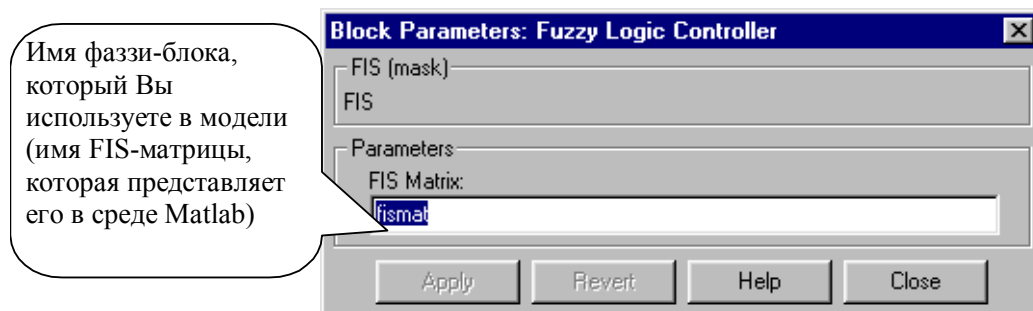 Имя фаззи-блока,
который Вы
используете в модели
(имя FIS-матрицы,
которая представляет
его в среде Matlab)
Block Parameters: Fuzzy Logic Controller
FIS (mask)
FIS
Parameters
FIS Matrix:
fismat
Apply
Revert
Help
Close